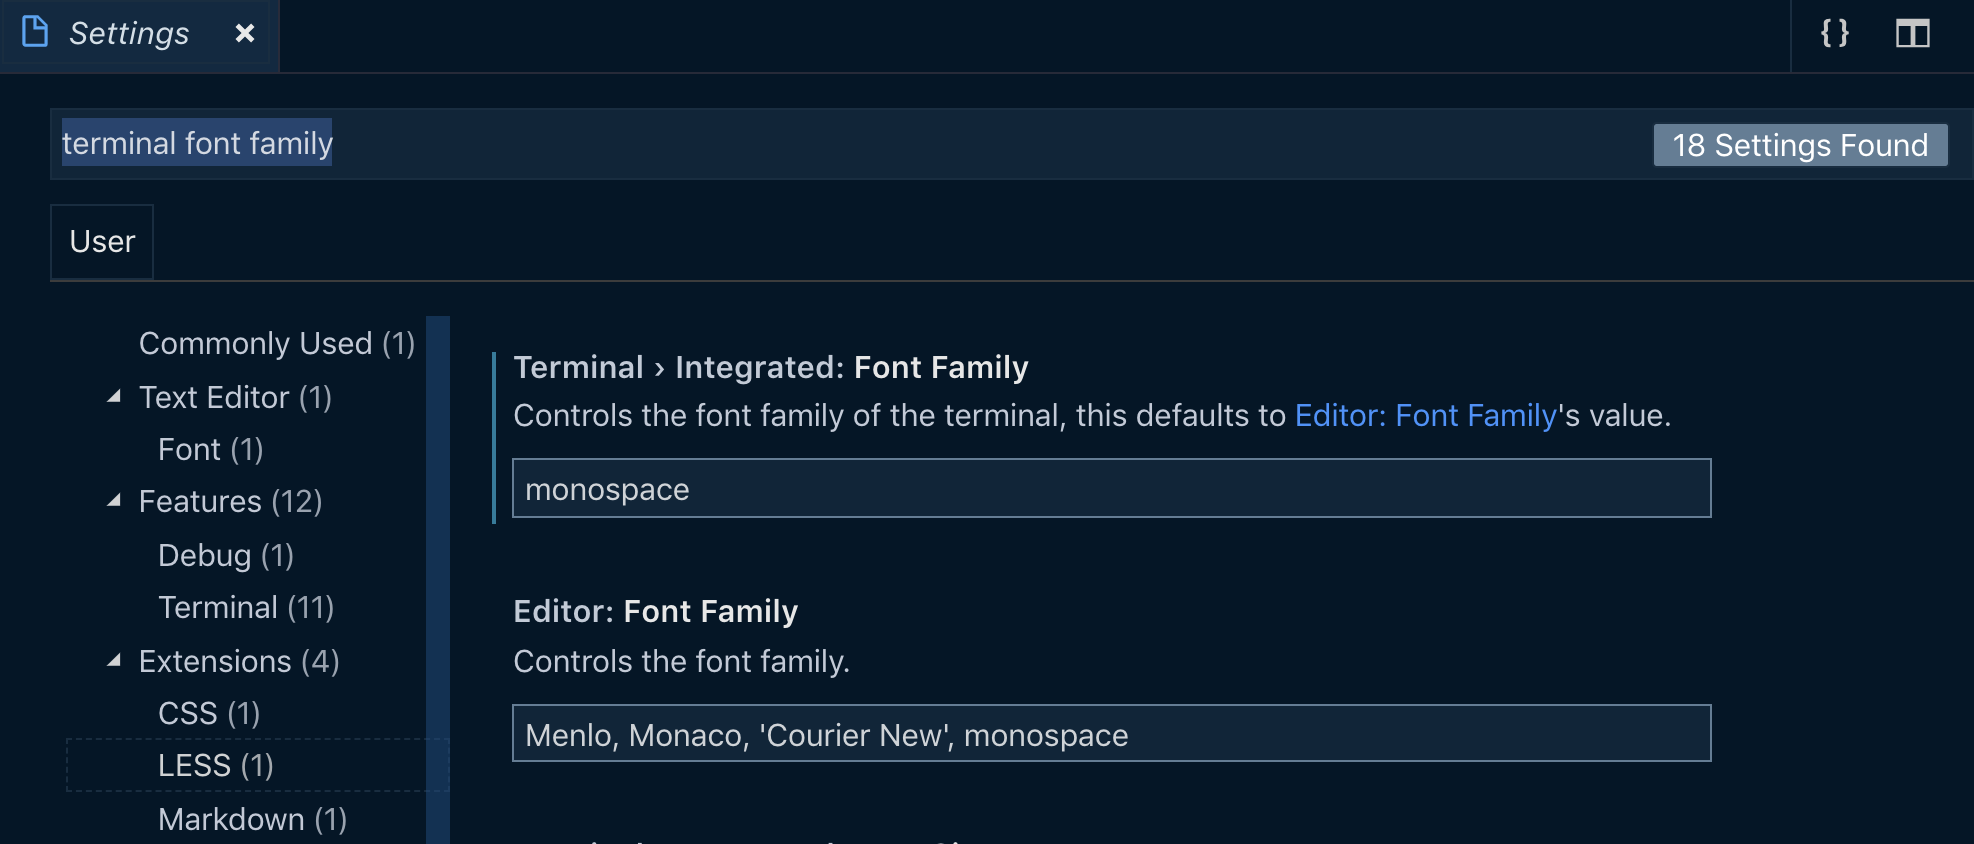 Settings
terminal font family
18 Settings Found
User
Commonly Used (1)
Text Editor (1)
Font (1)
Features (12)
Debug (1)
Terminal (11)
Extensions (4)
CSS (1)
LESS (1)
Markdown (1)
Terminal › Integrated: Font Family
Controls the font family of the terminal, this defaults to Editor: Font Family's value.
monospace
Editor: Font Family
Controls the font family.
Menlo, Monaco, 'Courier New', monospace